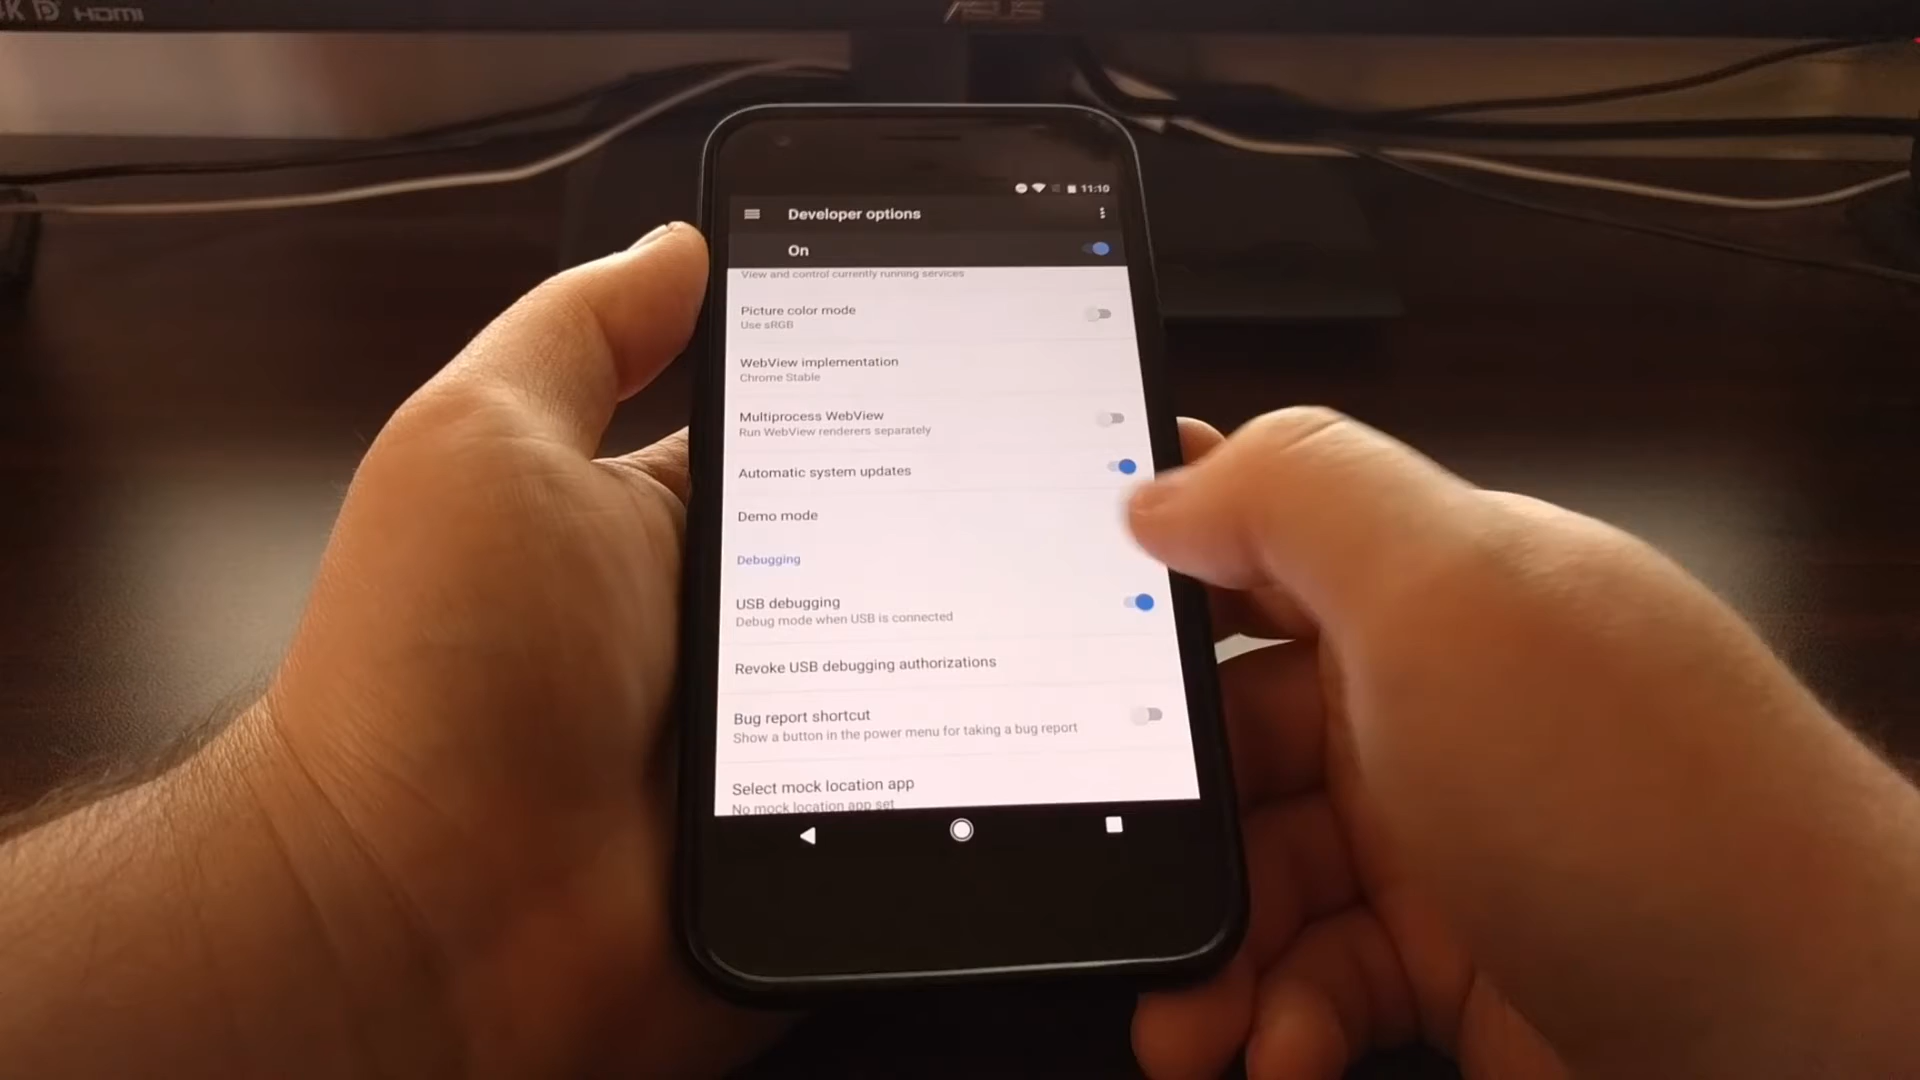 4K HDMI
ASUS
11:10
Developer options
On
View and control currently running services
Picture color mode
Use sRGB
WebView implementation
Chrome Stable
Multiprocess WebView
Run WebView renderers separately
Automatic system updates
Demo mode
Debugging
USB debugging
Debug mode when USB is connected
Revoke USB debugging authorizations
Bug report shortcut
Show a button in the power menu for taking a bug report
Select mock location app
No mock location app set